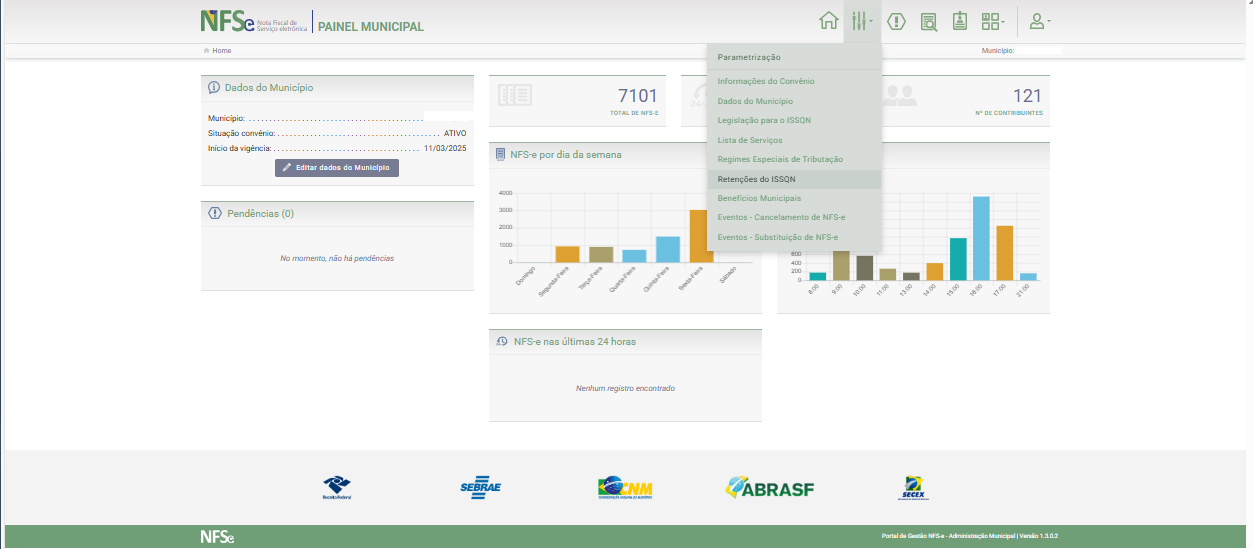 NFSe Nota Fiscal de
Serviço eletrônica
PAINEL MUNICIPAL
Home
Município:
Parametrização
Informações do Convênio
Dados do Município
Legislação para o ISSQN
Lista de Serviços
Regimes Especiais de Tributação
Retenções do ISSQN
Benefícios Municipais
Eventos - Cancelamento de NFS-e
Eventos - Substituição de NFS-e
Dados do Município
Município:
Situação convênio: ATIVO
Início da vigência: 11/03/2025
Editar dados do Município
Pendências (0)
No momento, não há pendências
7101
TOTAL DE NFS-E
121
Nº DE CONTRIBUINTES
NFS-e por dia da semana
4000
3000
2000
1000
0
Domingo
Segunda-Feira
Terça-Feira
Quarta-Feira
Quinta-Feira
Sexta-Feira
Sábado
600
400
200
0
8:00
9:00
10:00
11:00
13:00
14:00
15:00
16:00
17:00
21:00
NFS-e nas últimas 24 horas
Nenhum registro encontrado
Receita Federal
SEBRAE
CNM
ABRASF
SECEX
NFSe
Portal de Gestão NFS-e - Administração Municipal | Versão 1.3.0.2